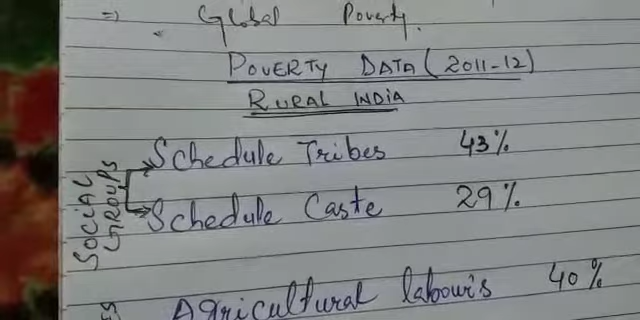 ⇒ Global Poverty.
POVERTY DATA (2011-12)
RURAL INDIA
SOCIAL GROUPS
Schedule Tribes 43%
Schedule Caste 29%
Agricultural labours 40%